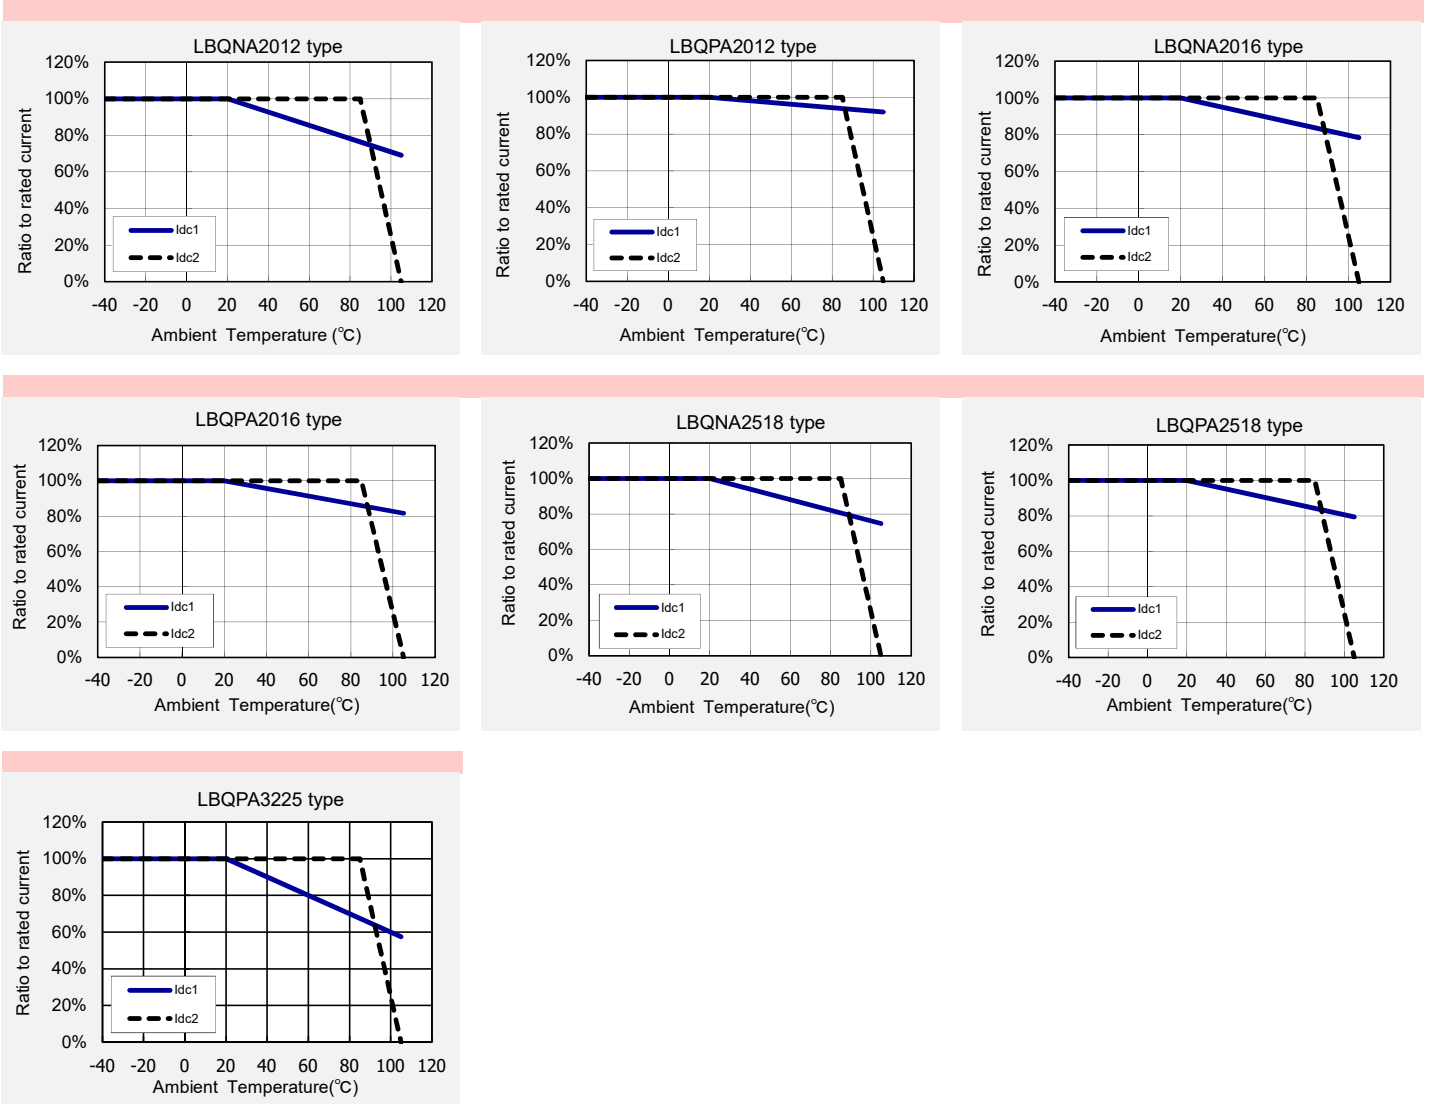 LBQNA2012 type
120%
100%
80%
60%
40%
20%
0%
Ratio to rated current
Idc1
Idc2
-40 -20 0 20 40 60 80 100 120
Ambient Temperature (℃)
LBQPA2012 type
120%
100%
80%
60%
40%
20%
0%
Ratio to rated current
Idc1
Idc2
-40 -20 0 20 40 60 80 100 120
Ambient Temperature(℃)
LBQNA2016 type
120%
100%
80%
60%
40%
20%
0%
Ratio to rated current
Idc1
Idc2
-40 -20 0 20 40 60 80 100 120
Ambient Temperature(℃)
LBQPA2016 type
120%
100%
80%
60%
40%
20%
0%
Ratio to rated current
Idc1
Idc2
-40 -20 0 20 40 60 80 100 120
Ambient Temperature(℃)
LBQNA2518 type
120%
100%
80%
60%
40%
20%
0%
Ratio to rated current
Idc1
Idc2
-40 -20 0 20 40 60 80 100 120
Ambient Temperature(℃)
LBQPA2518 type
120%
100%
80%
60%
40%
20%
0%
Ratio to rated current
Idc1
Idc2
-40 -20 0 20 40 60 80 100 120
Ambient Temperature(℃)
LBQPA3225 type
120%
100%
80%
60%
40%
20%
0%
Ratio to rated current
Idc1
Idc2
-40 -20 0 20 40 60 80 100 120
Ambient Temperature(℃)